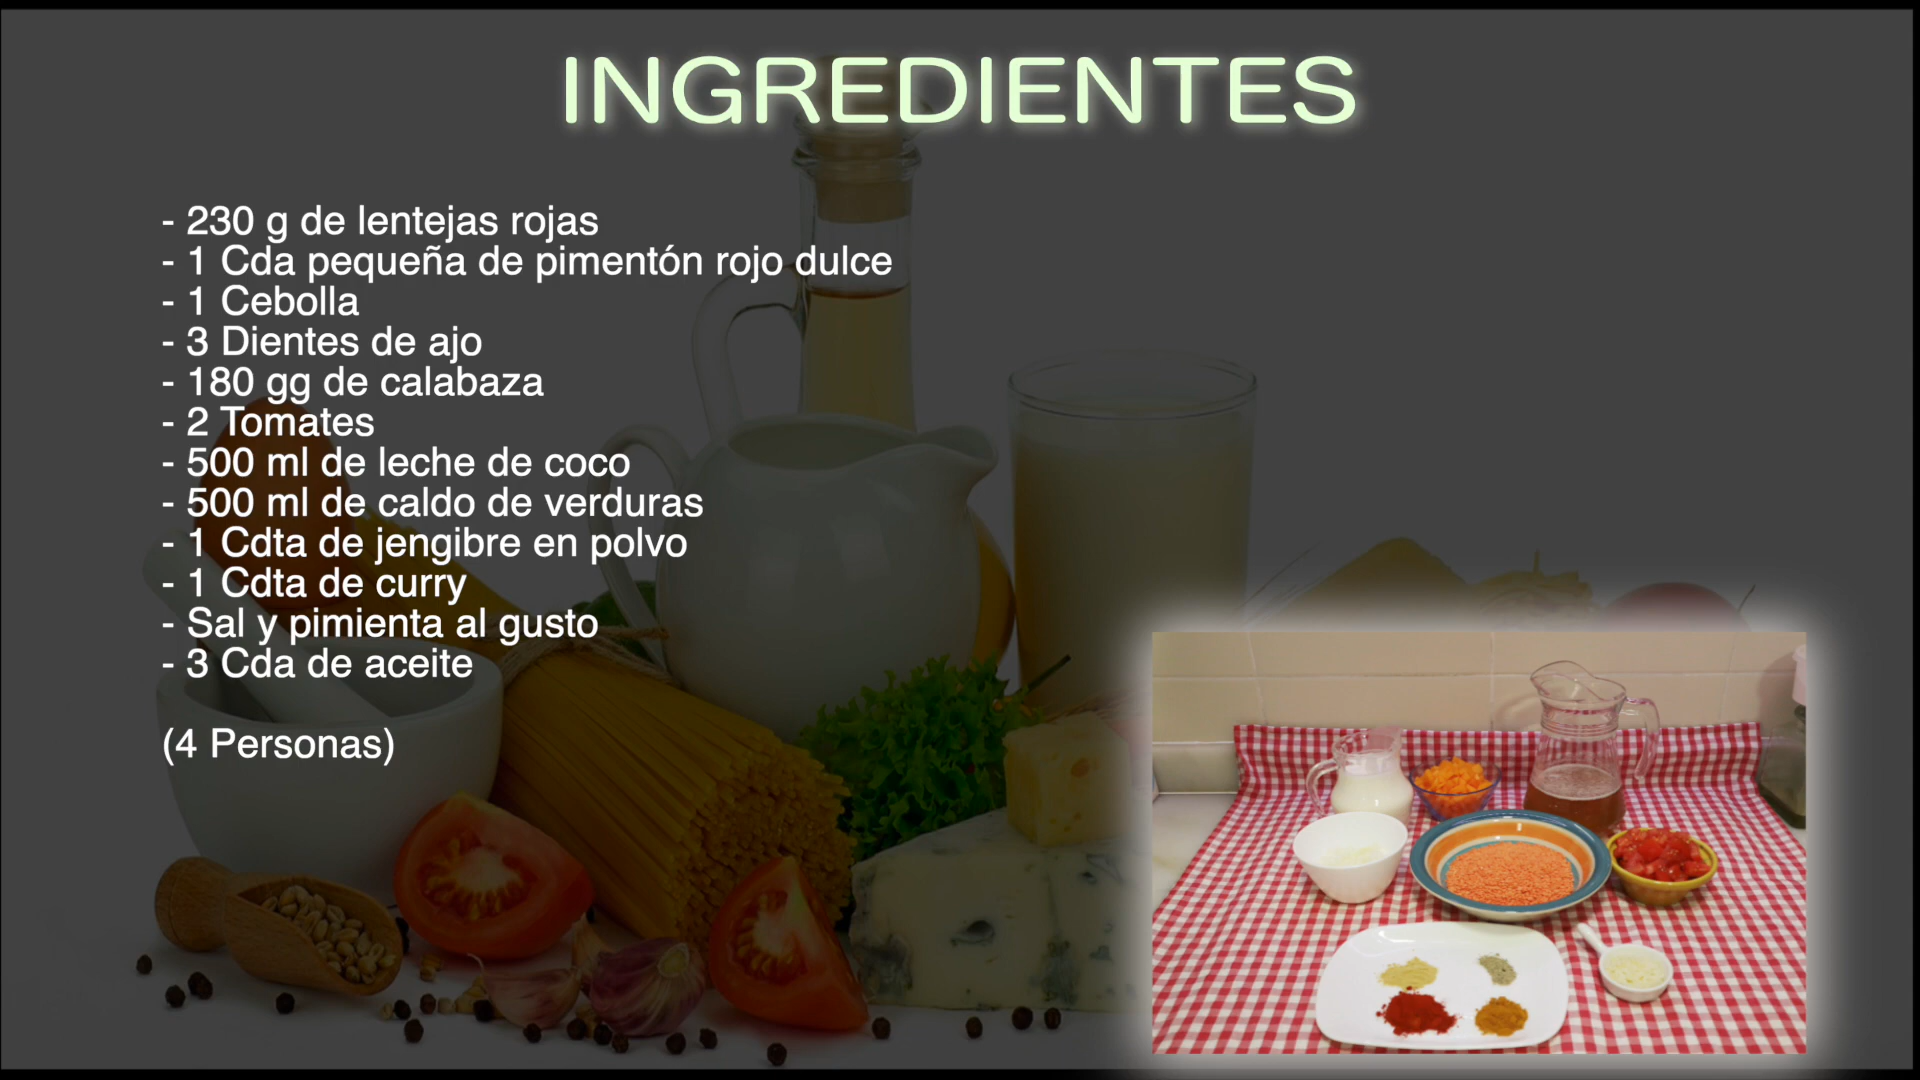 INGREDIENTES
- 230 g de lentejas rojas
- 1 Cda pequeña de pimentón rojo dulce
- 1 Cebolla
- 3 Dientes de ajo
- 180 gg de calabaza
- 2 Tomates
- 500 ml de leche de coco
- 500 ml de caldo de verduras
- 1 Cdta de jengibre en polvo
- 1 Cdta de curry
- Sal y pimienta al gusto
- 3 Cda de aceite
(4 Personas)